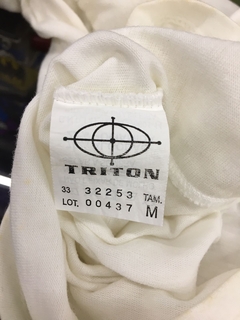 TRITON
33 32253 TAM.
LOT. 00437 M